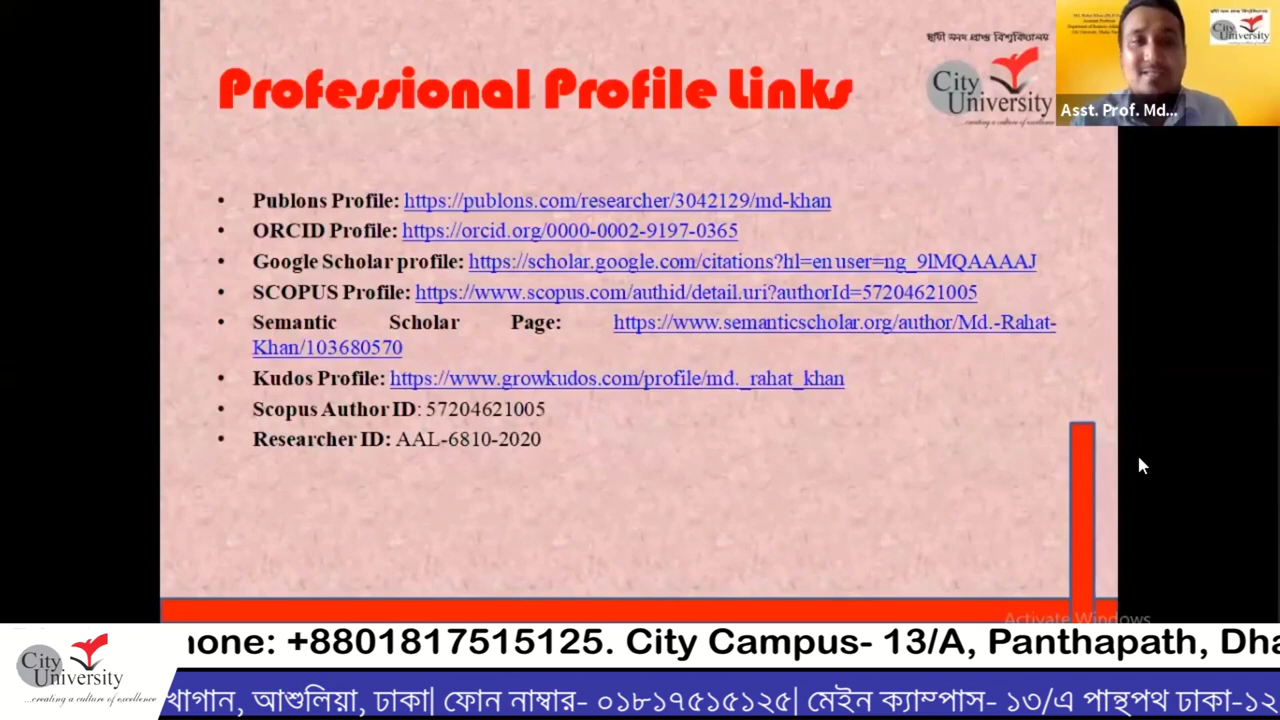 Professional Profile Links
City
University
...creating a culture of excellence
City
University
Asst. Prof. Md...
• Publons Profile: https://publons.com/researcher/3042129/md-khan
• ORCID Profile: https://orcid.org/0000-0002-9197-0365
• Google Scholar profile: https://scholar.google.com/citations?hl=en user=ng_9lMQAAAAJ
• SCOPUS Profile: https://www.scopus.com/authid/detail.uri?authorId=57204621005
• Semantic Scholar Page: https://www.semanticscholar.org/author/Md.-Rahat-
Khan/103680570
• Kudos Profile: https://www.growkudos.com/profile/md._rahat_khan
• Scopus Author ID: 57204621005
• Researcher ID: AAL-6810-2020
Activate Windows
City
University
...creating a culture of excellence
hone: +8801817515125. City Campus- 13/A, Panthapath, Dha
খাগান, আশুলিয়া, ঢাকা| ফোন নাম্বার- ০১৮১৭৫১৫১২৫| মেইন ক্যাম্পাস- ১৩/এ পান্থপথ ঢাকা-১২